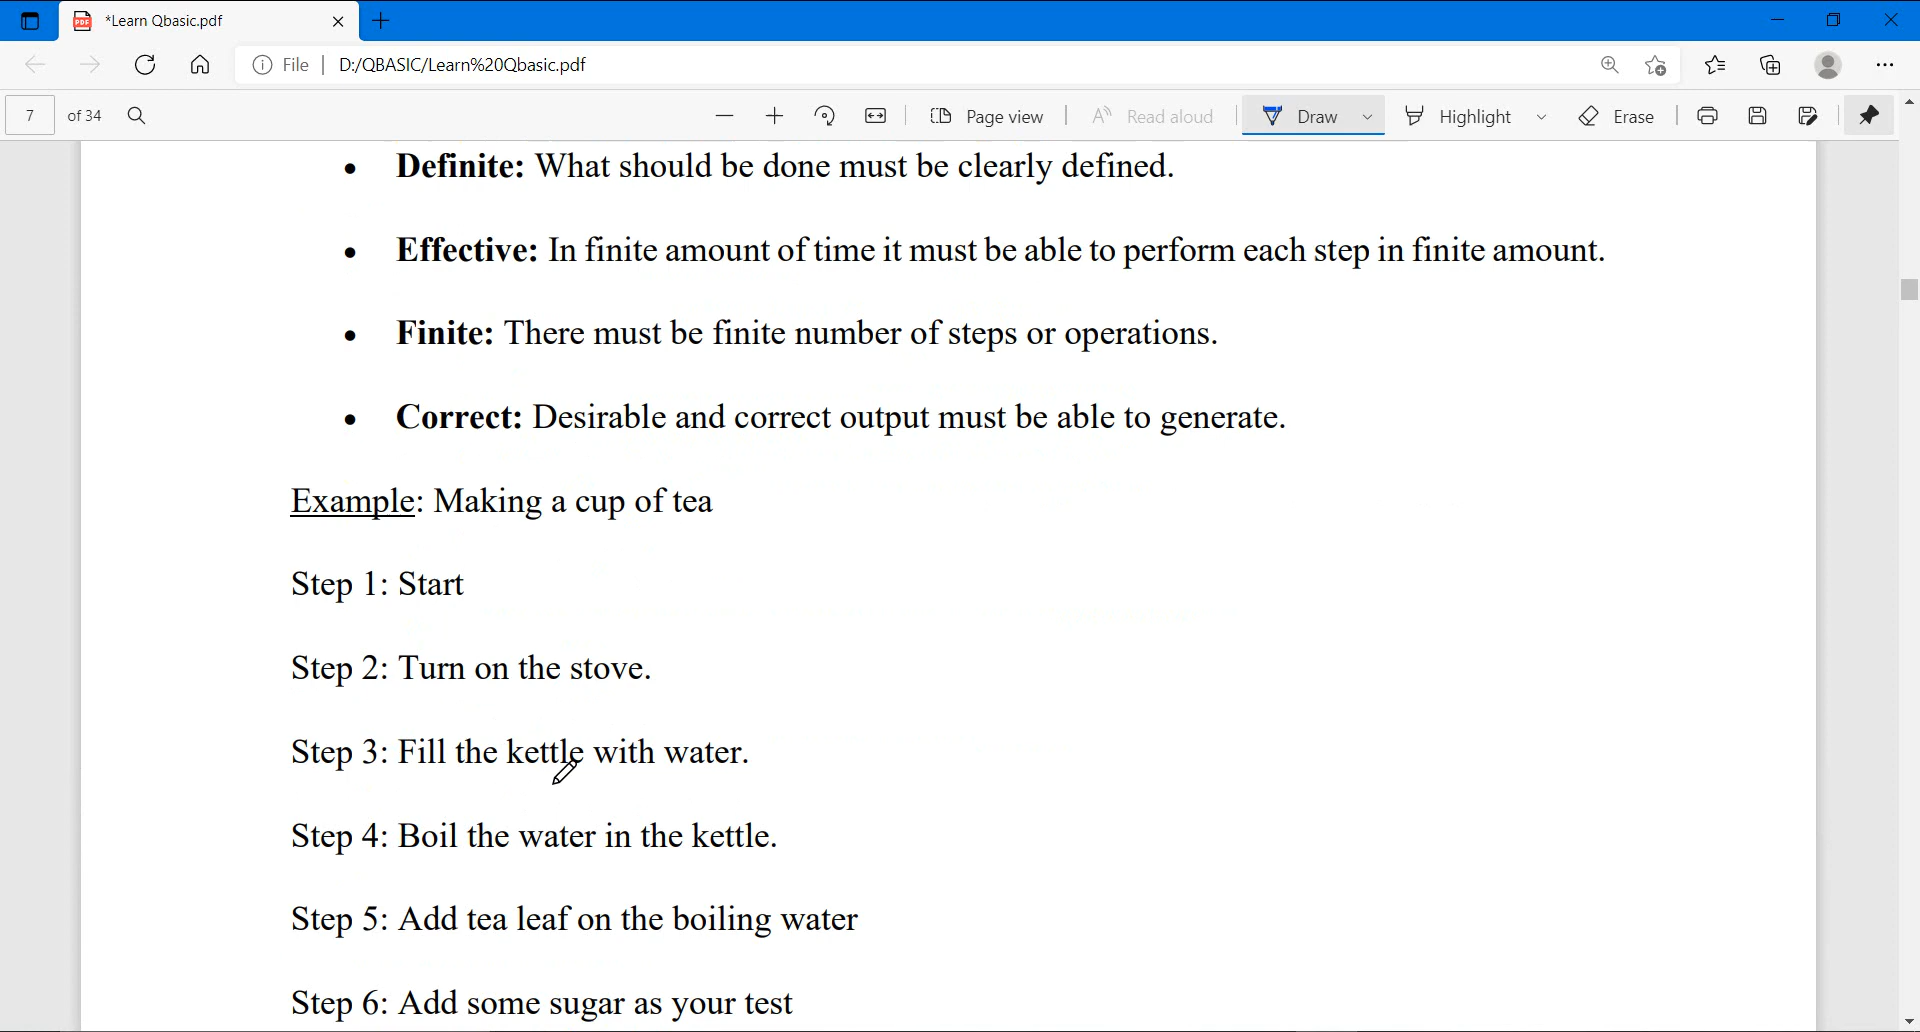 *Learn Qbasic.pdf
File | D:/QBASIC/Learn%20Qbasic.pdf
7 of 34 Page view Read aloud Draw Highlight Erase
• Definite: What should be done must be clearly defined.
• Effective: In finite amount of time it must be able to perform each step in finite amount.
• Finite: There must be finite number of steps or operations.
• Correct: Desirable and correct output must be able to generate.
Example: Making a cup of tea
Step 1: Start
Step 2: Turn on the stove.
Step 3: Fill the kettle with water.
Step 4: Boil the water in the kettle.
Step 5: Add tea leaf on the boiling water
Step 6: Add some sugar as your test